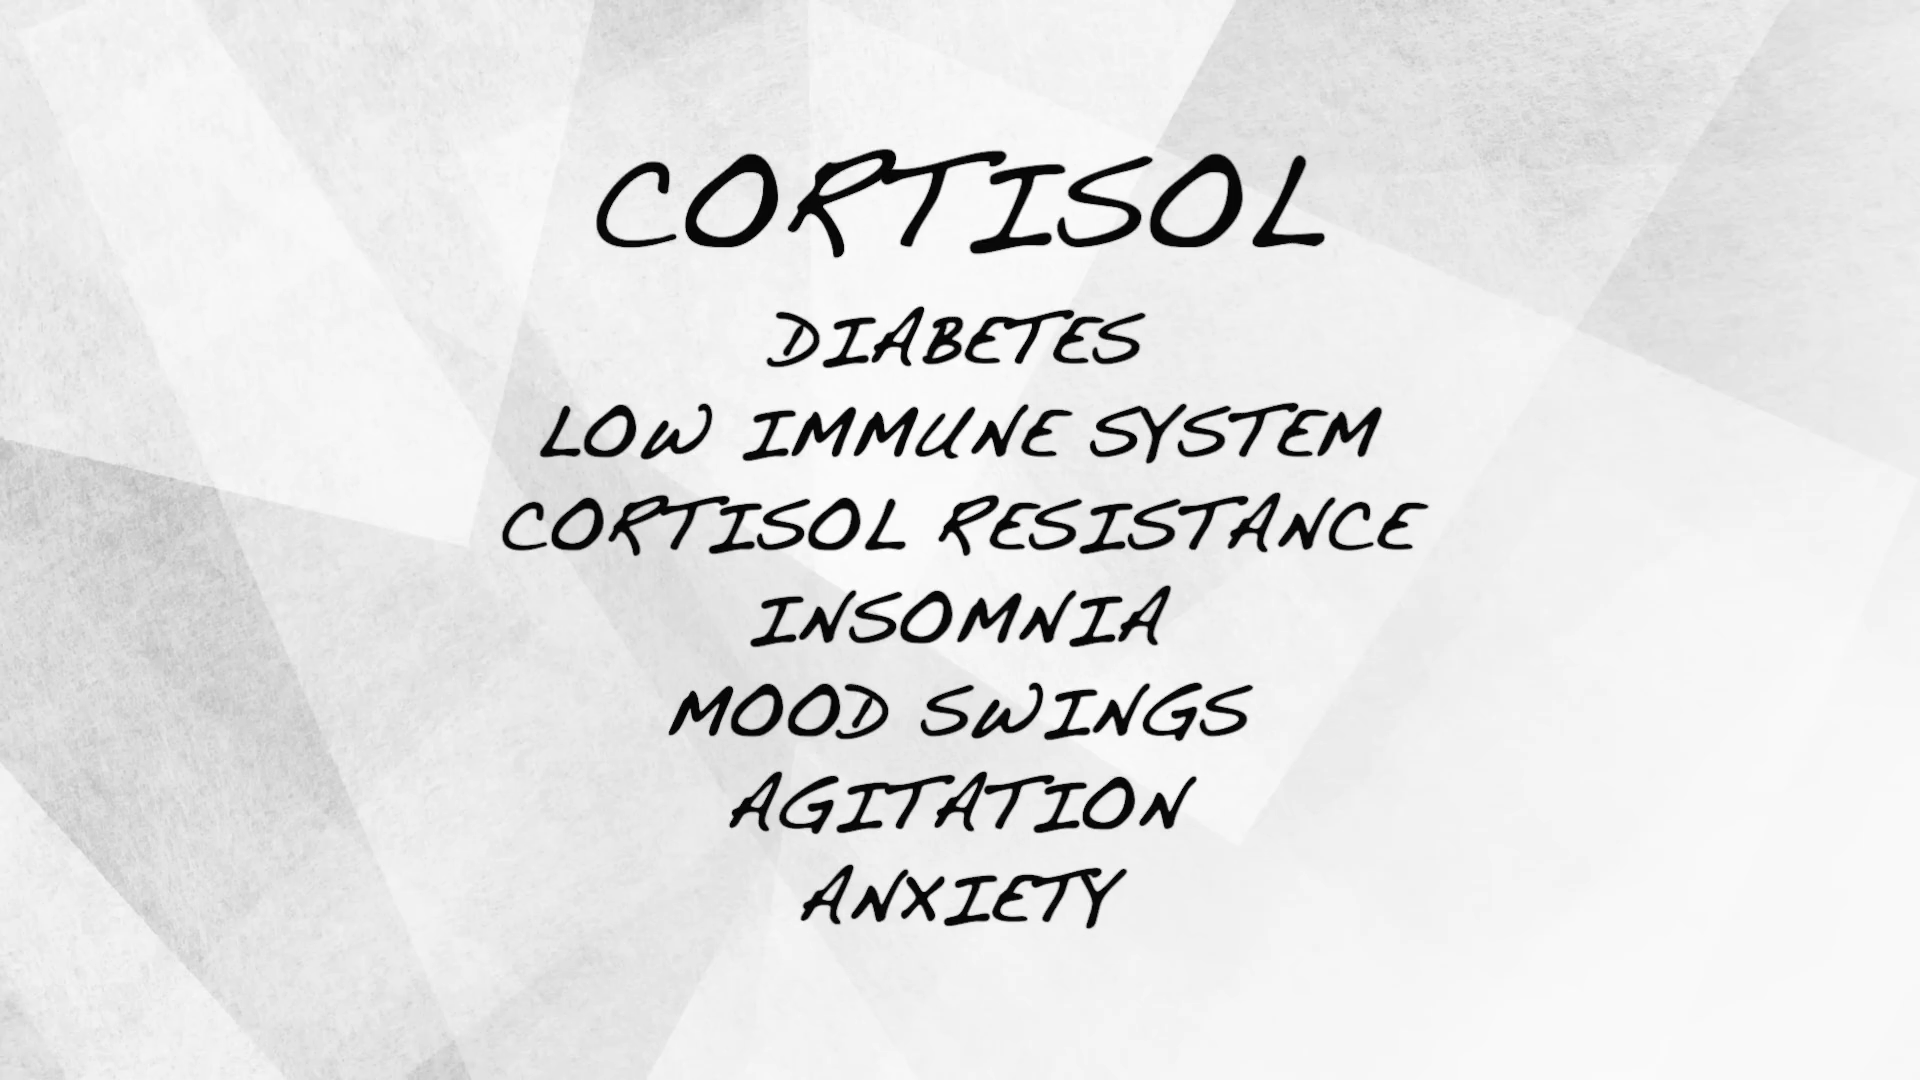 CORTISOL
DIABETES
LOW IMMUNE SYSTEM
CORTISOL RESISTANCE
INSOMNIA
MOOD SWINGS
AGITATION
ANXIETY